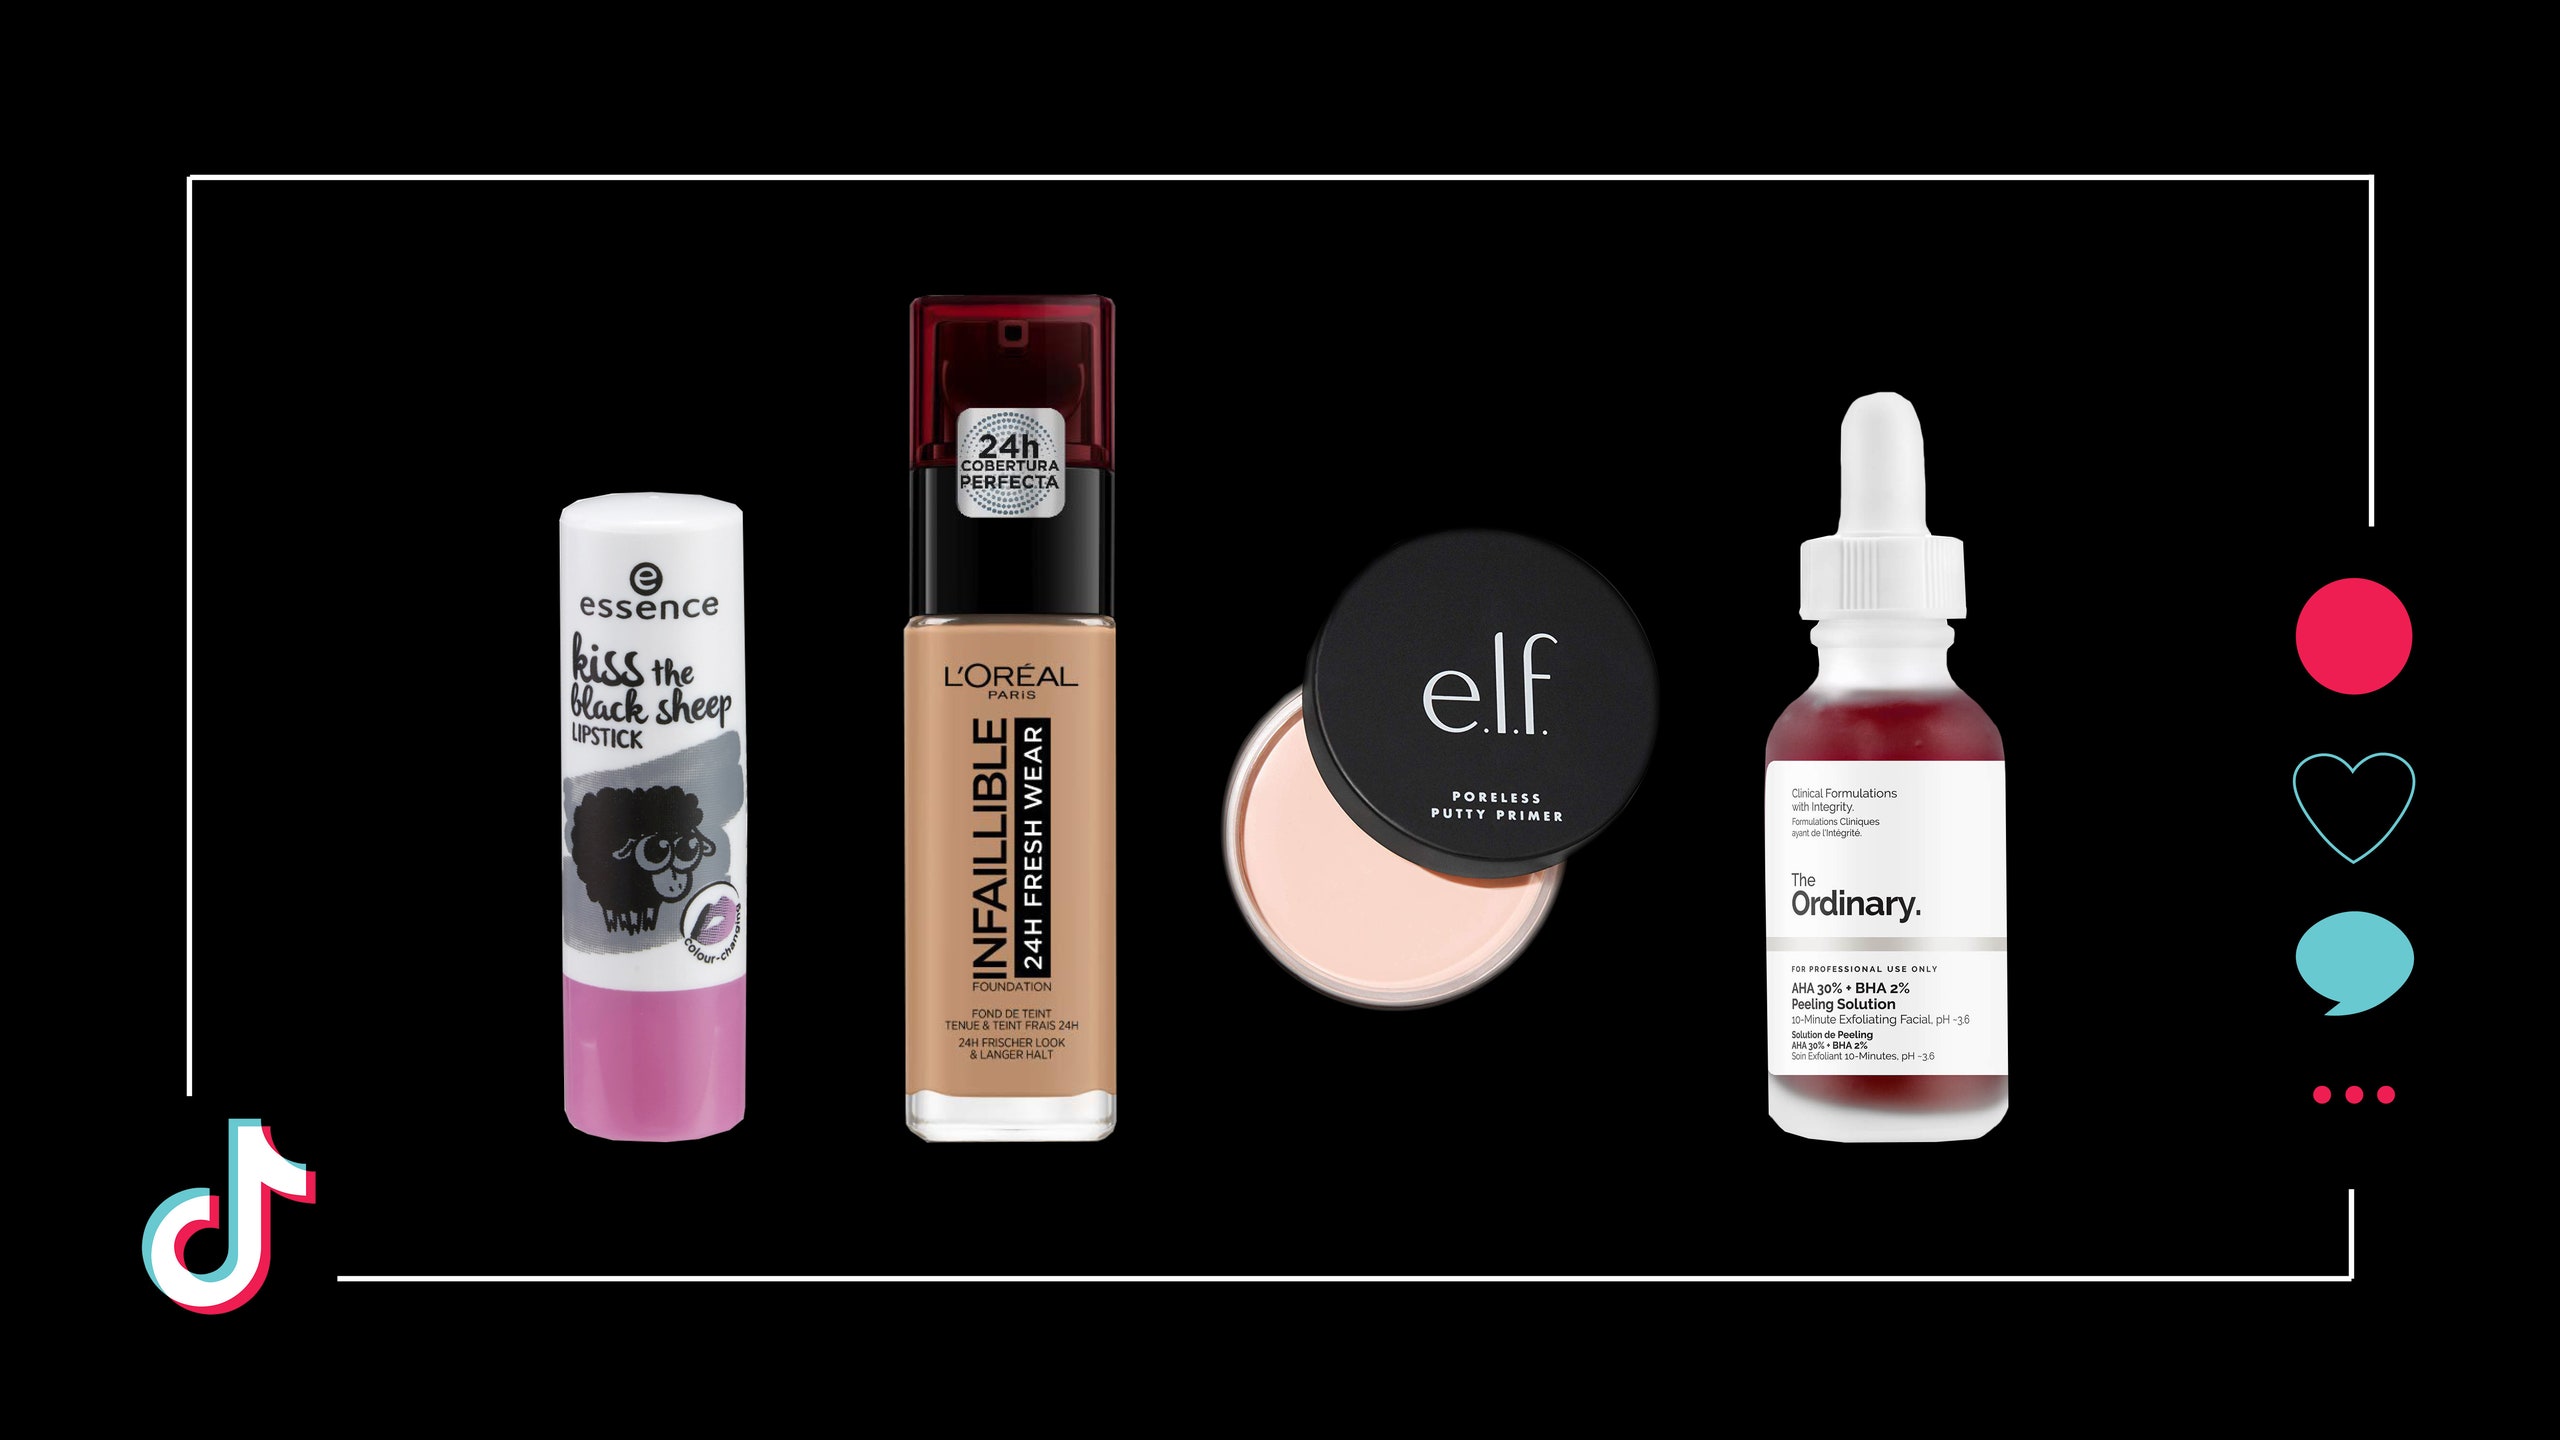 e
essence
kiss the
black sheep
LIPSTICK
colour-changing
24h
COBERTURA
PERFECTA
L'ORÉAL
PARIS
INFAILLIBLE
24H FRESH WEAR
FOUNDATION
FOND DE TEINT
TENUE & TEINT FRAIS 24H
24H FRISCHER LOOK
& LANGER HALT
e.l.f.
PORELESS
PUTTY PRIMER
Clinical Formulations
with Integrity.
Formulations Cliniques
ayant de l'Intégrité.
The
Ordinary.
FOR PROFESSIONAL USE ONLY
AHA 30% + BHA 2%
Peeling Solution
10-Minute Exfoliating Facial, pH ~3.6
Solution de Peeling
AHA 30% + BHA 2%
Soin Exfoliant 10-Minutes, pH ~3.6